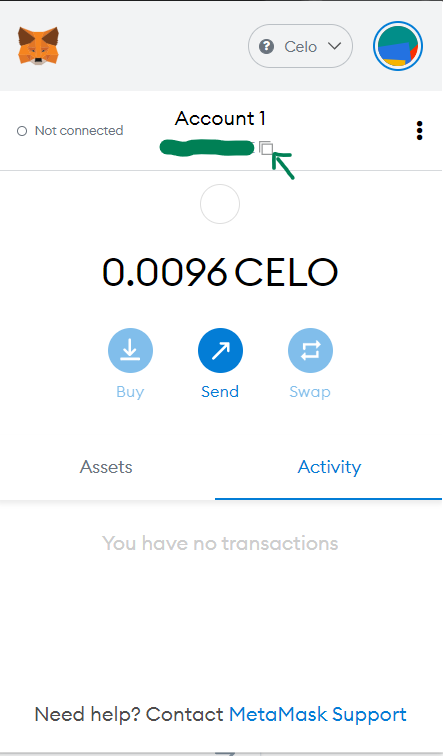 Celo
Not connected
Account 1
0.0096 CELO
Buy
Send
Swap
Assets
Activity
You have no transactions
Need help? Contact MetaMask Support